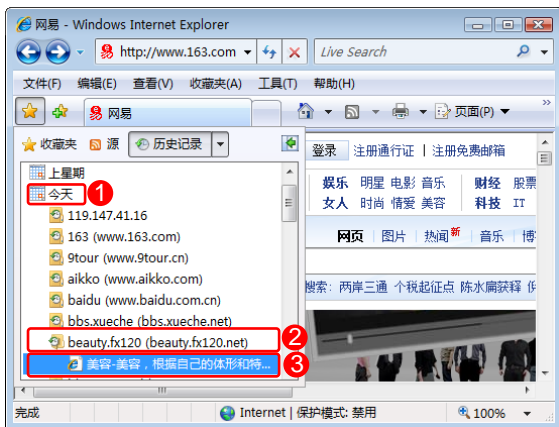 网易 - Windows Internet Explorer
http://www.163.com
Live Search
文件(F) 编辑(E) 查看(V) 收藏夹(A) 工具(T) 帮助(H)
网易
页面(P)
收藏夹 源 历史记录
登录 注册通行证 | 注册免费邮箱
上星期
今天
1
娱乐 明星 电影 音乐 财经 股票
女人 时尚 情爱 美容 科技 IT
119.147.41.16
163 (www.163.com)
网页 图片 热闻新 音乐 博
9tour (www.9tour.cn)
aikko (www.aikko.com)
搜索: 两岸三通 个税起征点 陈水扁获释
baidu (www.baidu.com.cn)
bbs.xueche (bbs.xueche.net)
beauty.fx120 (beauty.fx120.net)
2
美容-美容，根据自己的体形和特...
3
完成
Internet | 保护模式: 禁用
100%